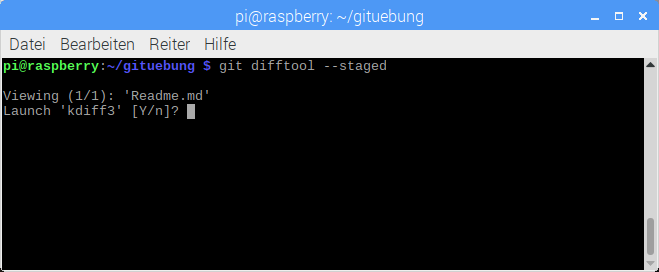 pi@raspberry: ~/gituebung
Datei Bearbeiten Reiter Hilfe
pi@raspberry:~/gituebung $ git difftool --staged
Viewing (1/1): 'Readme.md'
Launch 'kdiff3' [Y/n]?